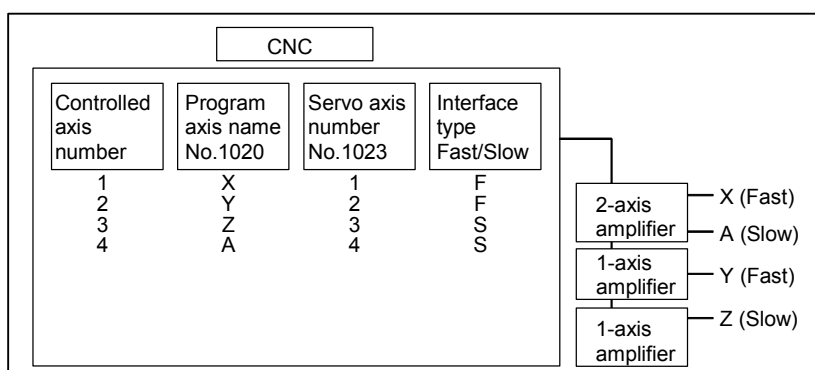 CNC
Controlled
axis
number
Program
axis name
No.1020
Servo axis
number
No.1023
Interface
type
Fast/Slow
1 X 1 F
2 Y 2 F
3 Z 3 S
4 A 4 S
2-axis
amplifier
X (Fast)
A (Slow)
1-axis
amplifier
Y (Fast)
1-axis
amplifier
Z (Slow)